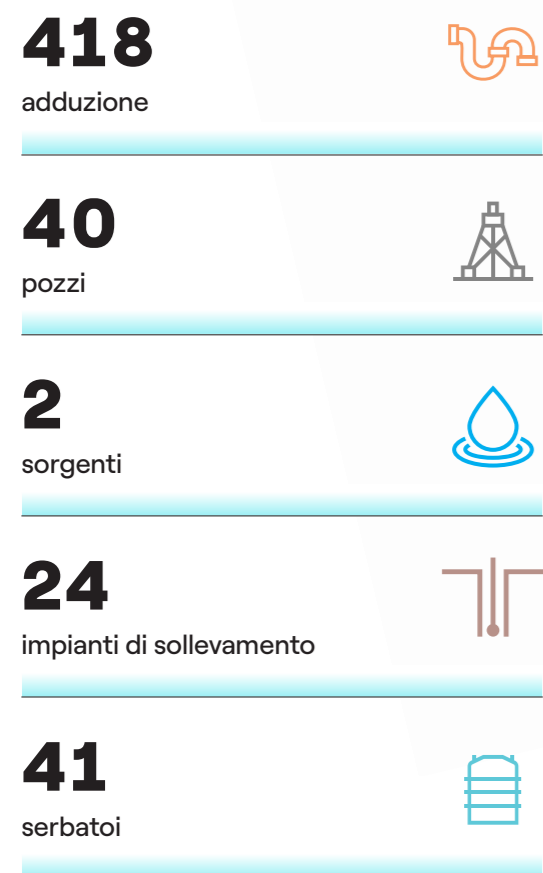 418
adduzione
40
pozzi
2
sorgenti
24
impianti di sollevamento
41
serbatoi